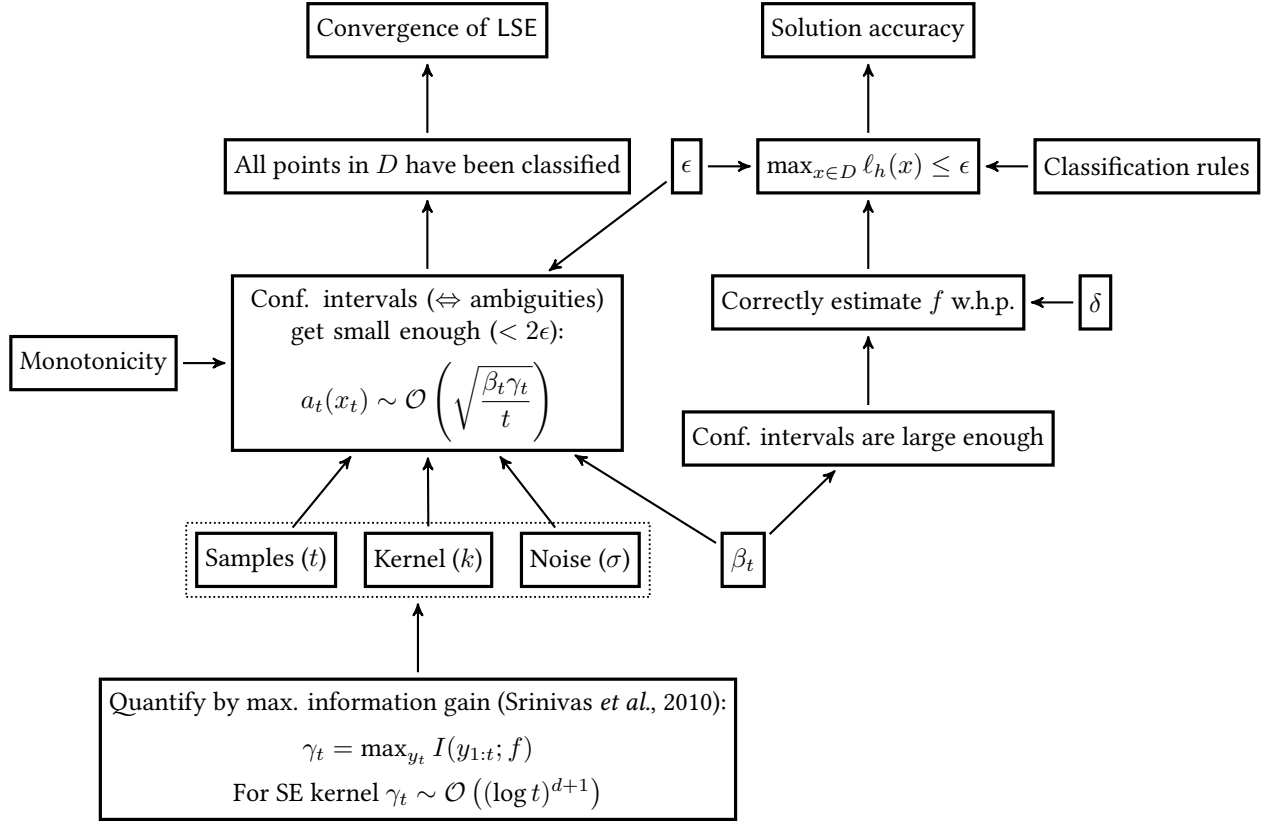 Convergence of LSE
Solution accuracy
All points in D have been classified
ϵ
max_{x∈D} ℓ_h(x) ≤ ϵ
Classification rules
Conf. intervals (⇔ ambiguities)
get small enough (< 2ϵ):
a_t(x_t) ∼ 𝒪(√(β_tγ_t / t))
Monotonicity
Correctly estimate f w.h.p.
δ
Conf. intervals are large enough
Samples (t)
Kernel (k)
Noise (σ)
β_t
Quantify by max. information gain (Srinivas et al., 2010):
γ_t = max_{y_t} I(y_{1:t}; f)
For SE kernel γ_t ∼ 𝒪((log t)^{d+1})